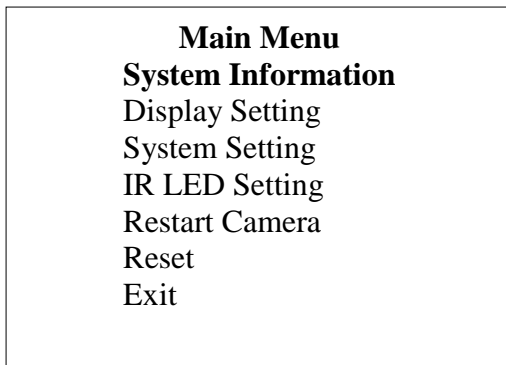 Main Menu
System Information
Display Setting
System Setting
IR LED Setting
Restart Camera
Reset
Exit